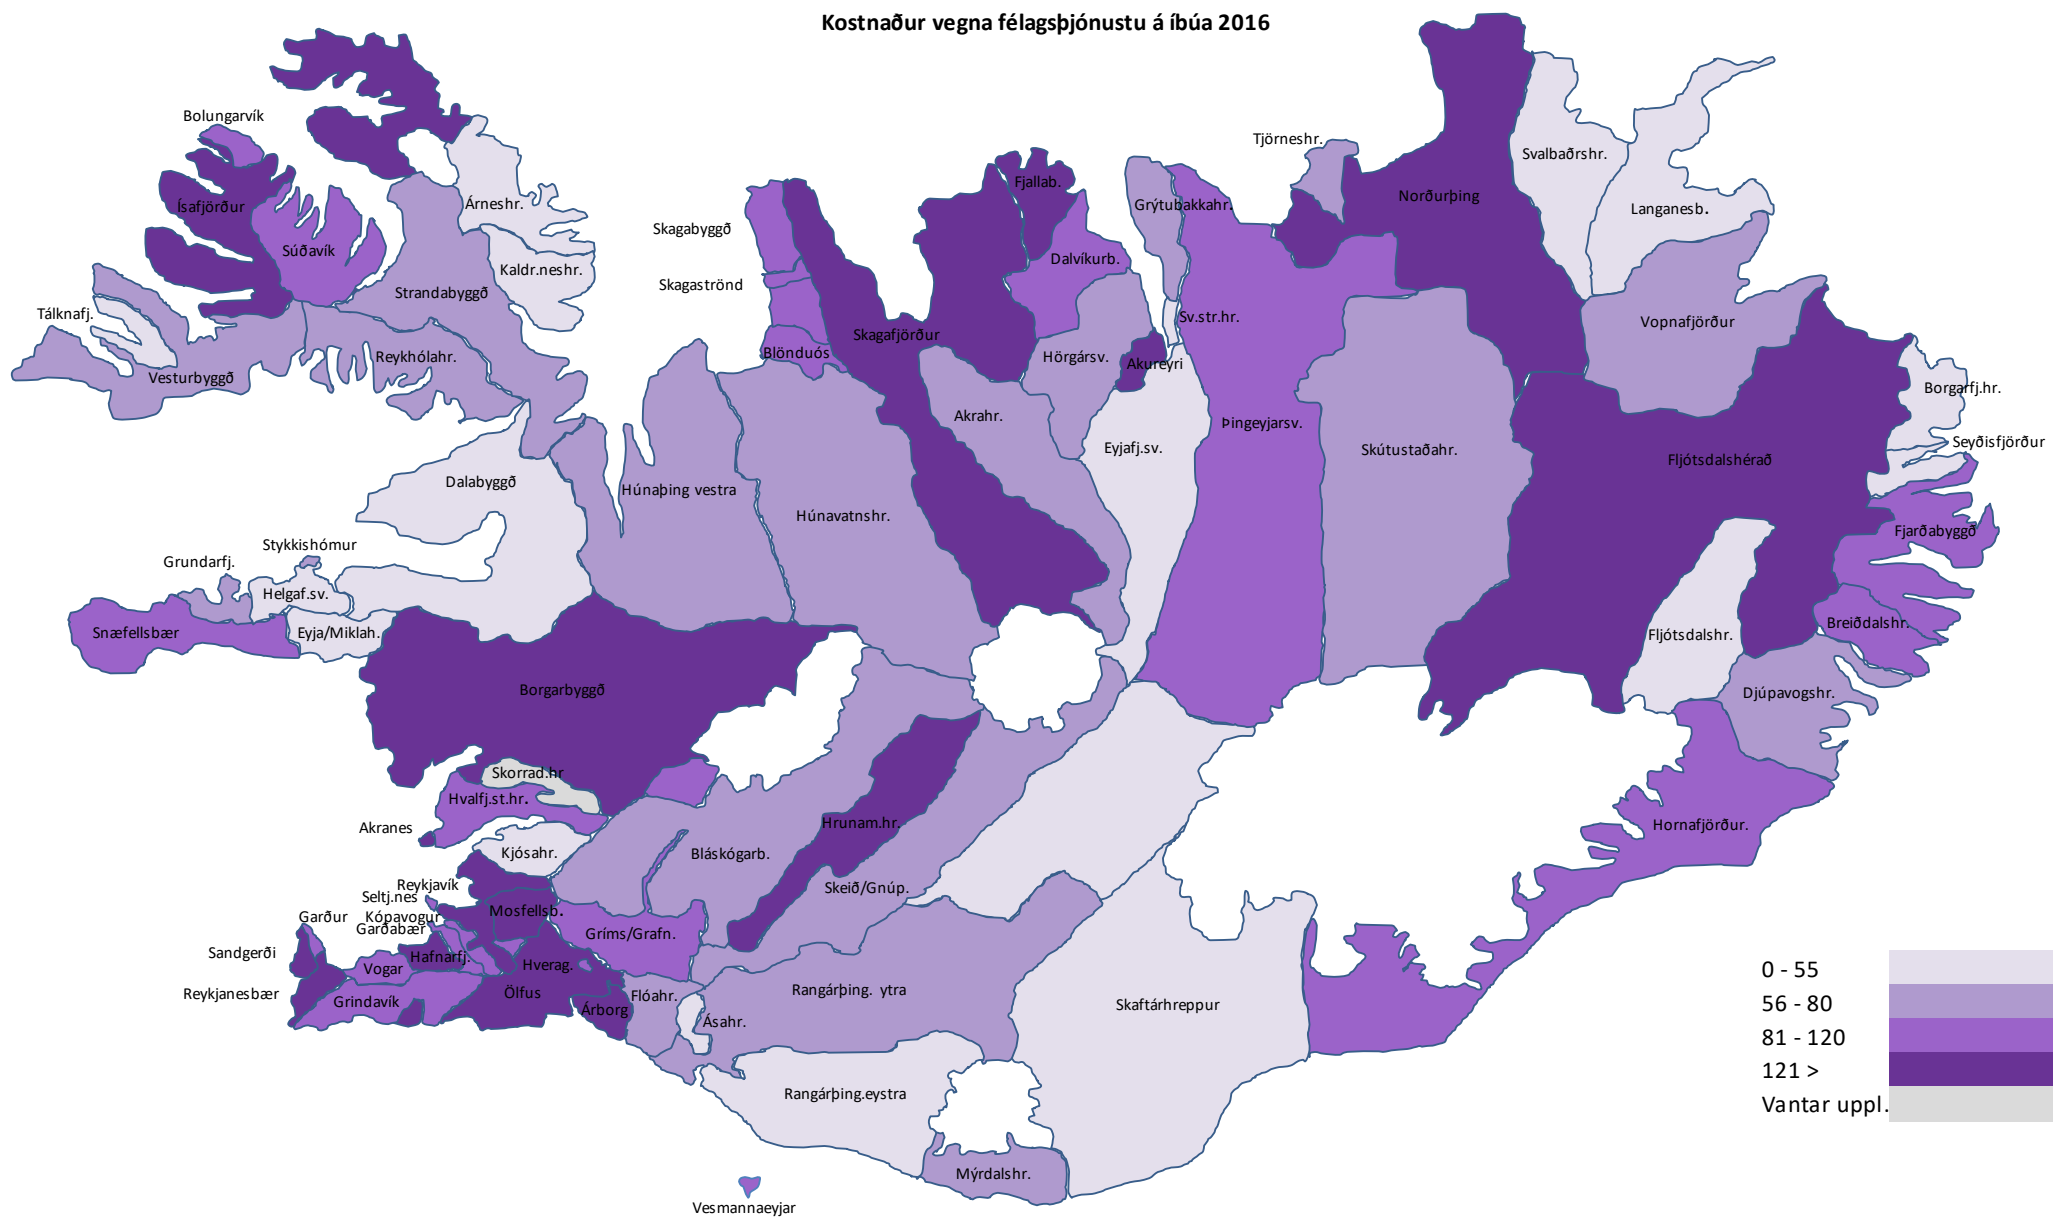 Kostnaður vegna félagsþjónustu á íbúa 2016
Bolungarvík
Tjörneshr.
Svalbaðrshr.
Fjallab.
Norðurþing
Árneshr.
Grýtubakkahr.
Ísafjörður
Langanesb.
Skagabyggð
Súðavík
Dalvíkurb.
Kaldr.neshr.
Skagaströnd
Strandabyggð
Tálknafj.
Sv.str.hr.
Vopnafjörður
Skagafjörður
Blönduós
Hörgársv.
Reykhólahr.
Akureyri
Vesturbyggð
Borgarfj.hr.
Akrahr.
Þingeyjarsv.
Seyðisfjörður
Eyjafj.sv.
Skútustaðahr.
Fljótsdalshérað
Dalabyggð
Húnaþing vestra
Húnavatnshr.
Fjarðabyggð
Stykkishómur
Grundarfj.
Helgaf.sv.
Snæfellsbær
Eyja/Miklah.
Breiðdalshr.
Fljótsdalshr.
Borgarbyggð
Djúpavogshr.
Skorrad.hr
Hvalfj.st.hr.
Akranes
Hrunam.hr.
Hornafjörður.
Kjósahr.
Bláskógarb.
Reykjavík
Skeið/Gnúp.
Seltj.nes
Mosfellsb.
Garður
Kópavogur
Garðabær
Gríms/Grafn.
Sandgerði
Hafnarfj.
Vogar
Hverag.
Reykjanesbær
Grindavík
Ölfus
Flóahr.
Rangárþing. ytra
Árborg
Ásahr.
Skaftárhreppur
Rangárþing.eystra
Mýrdalshr.
Vesmannaeyjar
0 - 55
56 - 80
81 - 120
121 >
Vantar uppl.